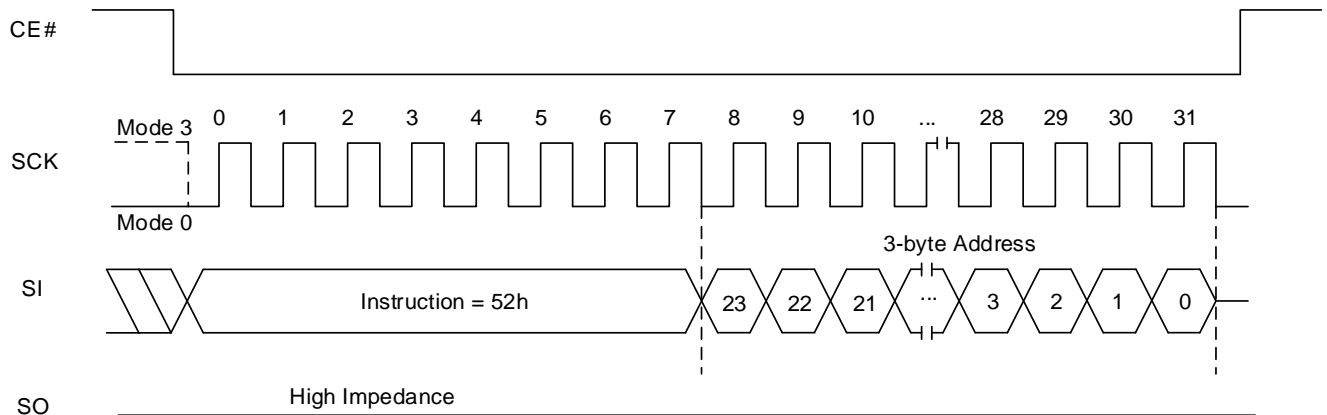 CE#
0 1 2 3 4 5 6 7 8 9 10 ... 28 29 30 31
Mode 3
SCK
Mode 0
3-byte Address
SI
Instruction = 52h
23 22 21 ... 3 2 1 0
High Impedance
SO